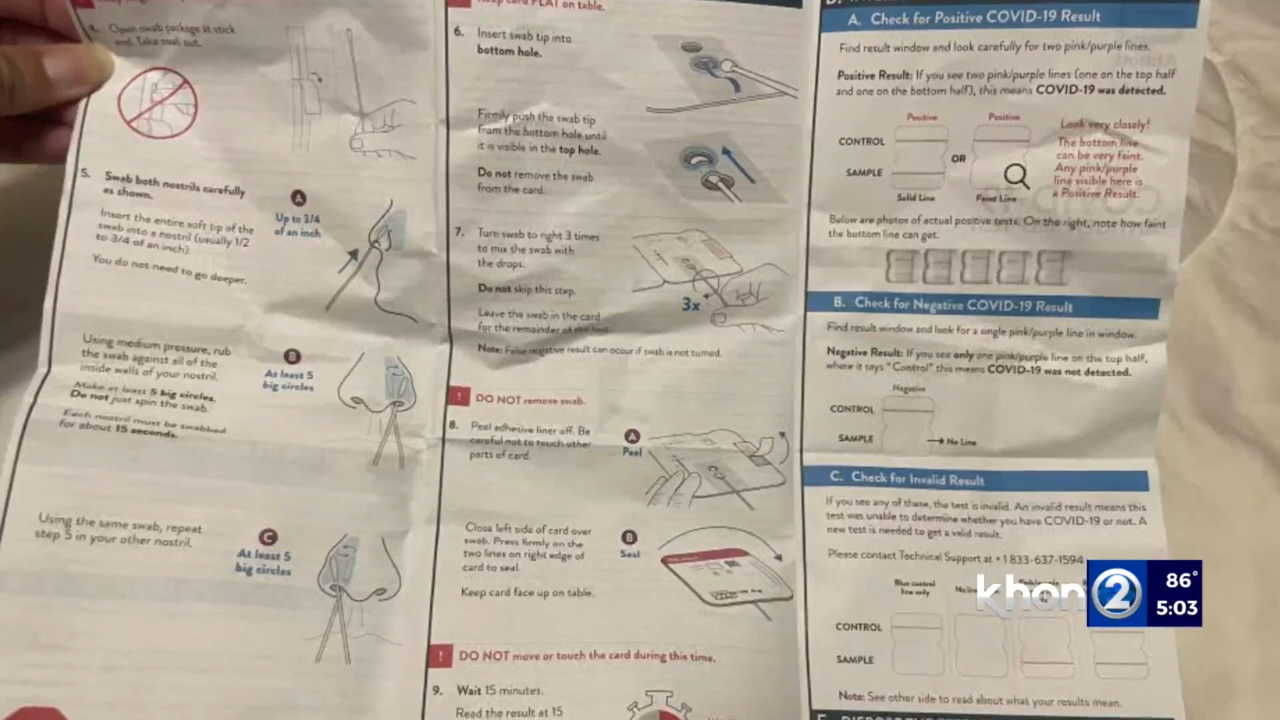 4. Open swab package at stick
end. Take swab out.
5. Swab both nostrils carefully
as shown.
Insert the entire soft tip of the
swab into a nostril (usually 1/2
to 3/4 of an inch).
You do not need to go deeper.
A
Up to 3/4
of an inch
Using medium pressure, rub
the swab against all of the
inside walls of your nostril.
Make at least 5 big circles.
Do not just spin the swab.
Each nostril must be swabbed
for about 15 seconds.
B
At least 5
big circles
Using the same swab, repeat
step 5 in your other nostril.
C
At least 5
big circles
Keep card FLAT on table.
6. Insert swab tip into
bottom hole.
Firmly push the swab tip
from the bottom hole until
it is visible in the top hole.
Do not remove the swab
from the card.
7. Turn swab to right 3 times
to mix the swab with
the drops.
Do not skip this step.
Leave the swab in the card
for the remainder of the test.
3x
Note: False negative result can occur if swab is not turned.
! DO NOT remove swab.
8. Peel adhesive liner off. Be
careful not to touch other
parts of card.
A
Peel
Close left side of card over
swab. Press firmly on the
two lines on right edge of
card to seal.
Keep card face up on table.
B
Seal
! DO NOT move or touch the card during this time.
9. Wait 15 minutes.
Read the result at 15
A. Check for Positive COVID-19 Result
Find result window and look carefully for two pink/purple lines.
Positive Result: If you see two pink/purple lines (one on the top half
and one on the bottom half), this means COVID-19 was detected.
Positive
Positive
CONTROL
SAMPLE
OR
Solid Line
Faint Line
Look very closely!
The bottom line
can be very faint.
Any pink/purple
line visible here is
a Positive Result.
Below are photos of actual positive tests. On the right, note how faint
the bottom line can get.
B. Check for Negative COVID-19 Result
Find result window and look for a single pink/purple line in window.
Negative Result: If you see only one pink/purple line on the top half,
where it says "Control" this means COVID-19 was not detected.
Negative
CONTROL
SAMPLE
No Line
C. Check for Invalid Result
If you see any of these, the test is invalid. An invalid result means this
test was unable to determine whether you have COVID-19 or not. A
new test is needed to get a valid result.
Please contact Technical Support at +1 833-637-1594
Blue control
line only
CONTROL
SAMPLE
Note: See other side to read about what your results mean.
khon 2
86°
5:03